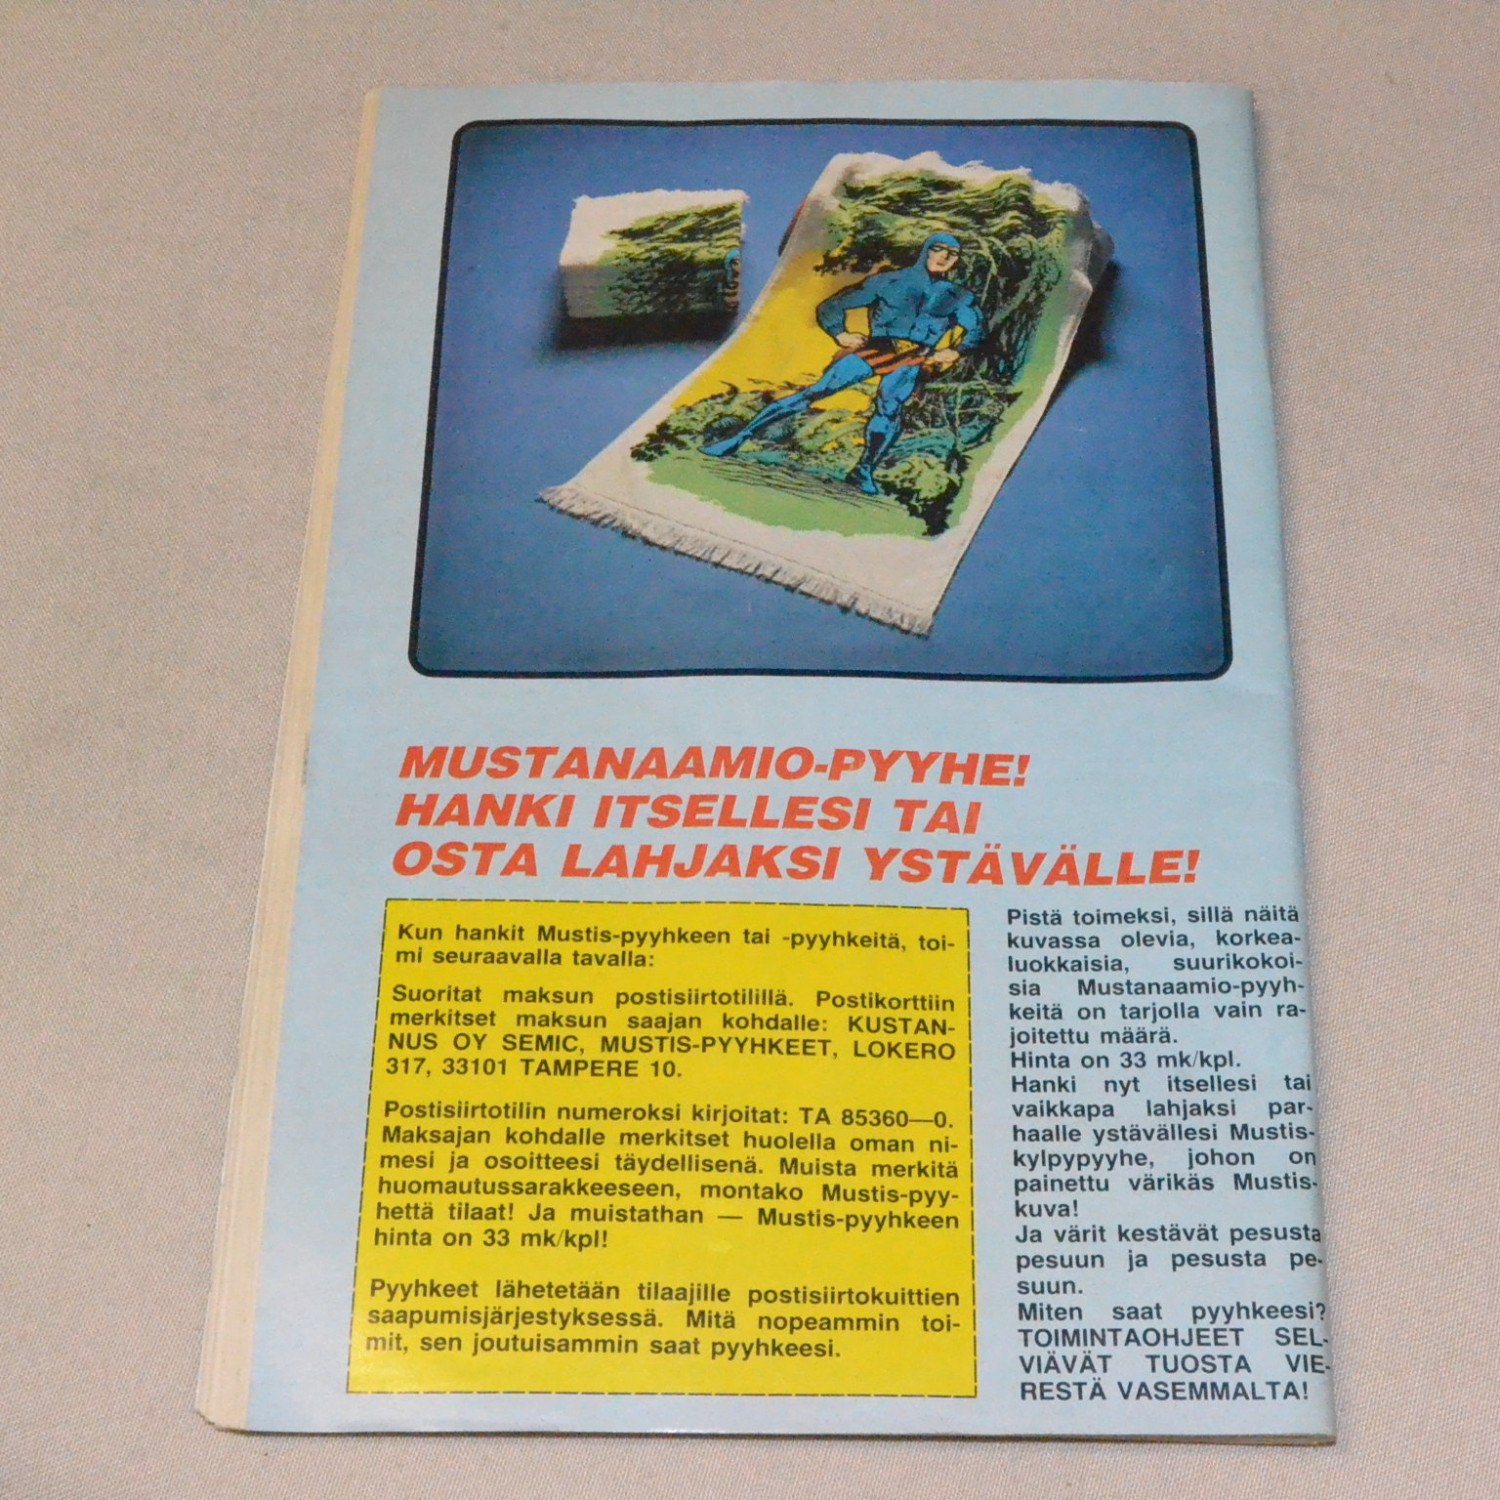 MUSTANAAMIO-PYYHE!
HANKI ITSELLESI TAI
OSTA LAHJAKSI YSTÄVÄLLE!
Kun hankit Mustis-pyyhkeen tai -pyyhkeitä, toi-
mi seuraavalla tavalla:
Suoritat maksun postisiirtotilillä. Postikorttiin
merkitset maksun saajan kohdalle: KUSTAN-
NUS OY SEMIC, MUSTIS-PYYHKEET, LOKERO
317, 33101 TAMPERE 10.
Postisiirtotilin numeroksi kirjoitat: TA 85360—0.
Maksajan kohdalle merkitset huolella oman ni-
mesi ja osoitteesi täydellisenä. Muista merkitä
huomautussarakkeeseen, montako Mustis-pyy-
hettä tilaat! Ja muistathan — Mustis-pyyhkeen
hinta on 33 mk/kpl!
Pyyhkeet lähetetään tilaajille postisiirtokuittien
saapumisjärjestyksessä. Mitä nopeammin toi-
mit, sen joutuisammin saat pyyhkeesi.
Pistä toimeksi, sillä näitä
kuvassa olevia, korkea-
luokkaisia, suurikokoi-
sia Mustanaamio-pyyh-
keitä on tarjolla vain ra-
joitettu määrä.
Hinta on 33 mk/kpl.
Hanki nyt itsellesi tai
vaikkapa lahjaksi par-
haalle ystävällesi Mustis-
kylpypyyhe, johon on
painettu värikäs Mustis-
kuva!
Ja värit kestävät pesusta
pesuun ja pesusta pe-
suun.
Miten saat pyyhkeesi?
TOIMINTAOHJEET SEL-
VIÄVÄT TUOSTA VIE-
RESTÄ VASEMMALTA!